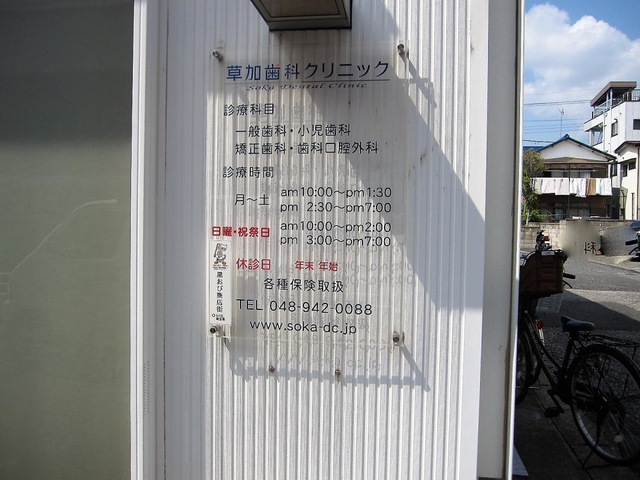 草加歯科クリニック
Soka Dental Clinic
診療科目
一般歯科・小児歯科
矯正歯科・歯科口腔外科
診療時間
月〜土 am10:00〜pm1:30
pm 2:30〜pm7:00
日曜・祝祭日 am10:00〜pm2:00
pm 3:00〜pm7:00
休診日 年末 年始
各種保険取扱
TEL 048-942-0088
www.soka-dc.jp